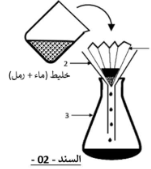 خليط (ماء + رمل)
2
3
السند - 02 -